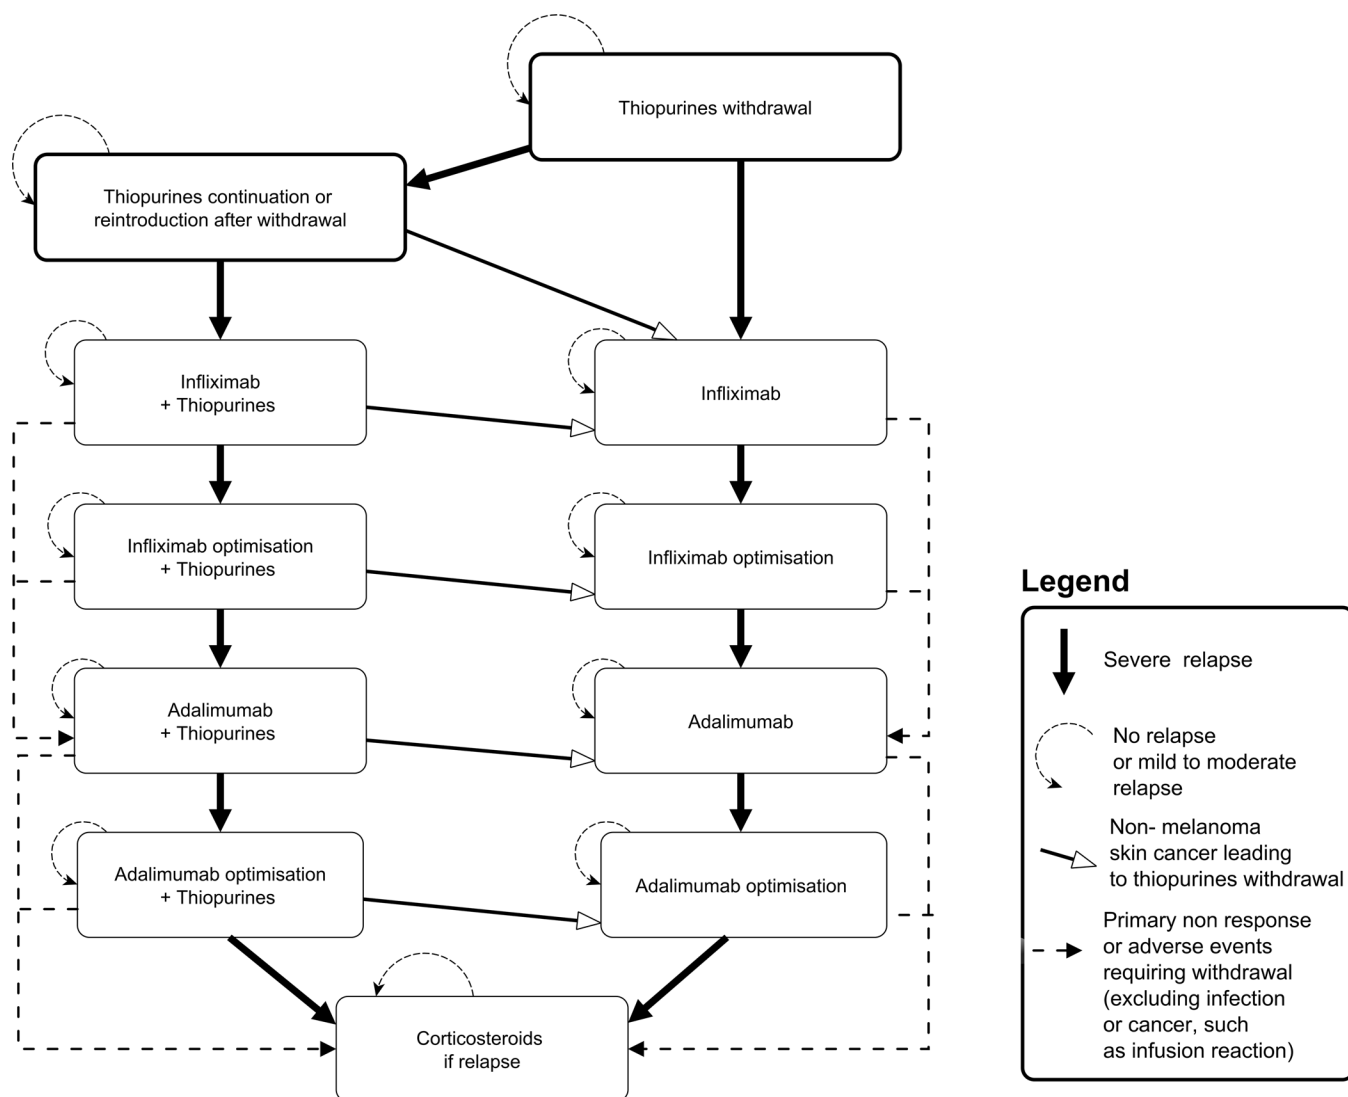 Thiopurines withdrawal
Thiopurines continuation or
reintroduction after withdrawal
Infliximab
+ Thiopurines
Infliximab
Infliximab optimisation
+ Thiopurines
Infliximab optimisation
Adalimumab
+ Thiopurines
Adalimumab
Adalimumab optimisation
+ Thiopurines
Adalimumab optimisation
Corticosteroids
if relapse
Legend
Severe relapse
No relapse
or mild to moderate
relapse
Non- melanoma
skin cancer leading
to thiopurines withdrawal
Primary non response
or adverse events
requiring withdrawal
(excluding infection
or cancer, such
as infusion reaction)